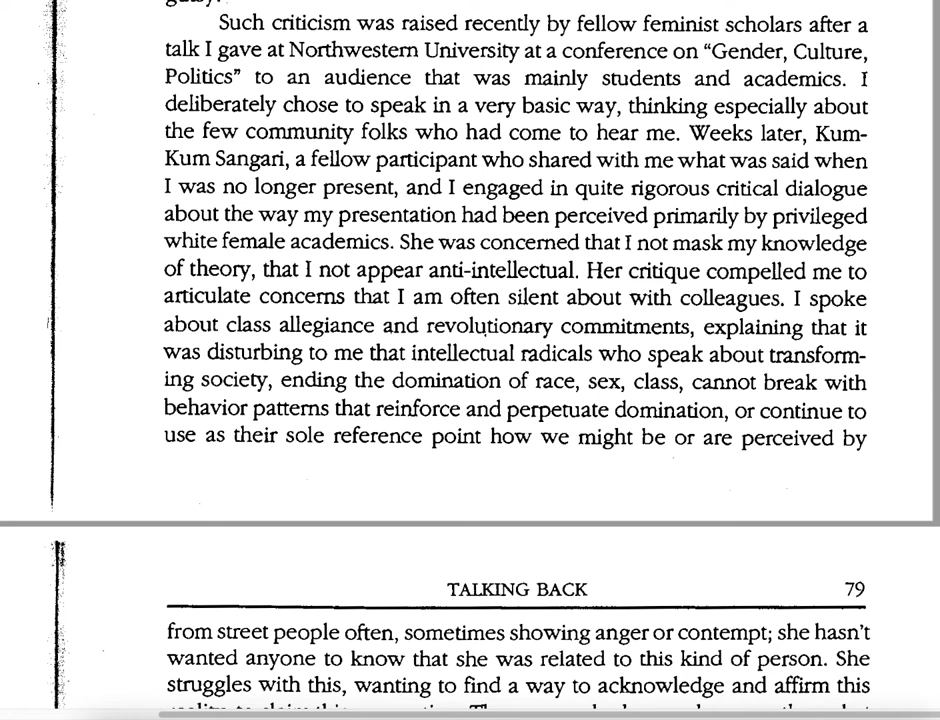 Such criticism was raised recently by fellow feminist scholars after a
talk I gave at Northwestern University at a conference on “Gender, Culture,
Politics” to an audience that was mainly students and academics. I
deliberately chose to speak in a very basic way, thinking especially about
the few community folks who had come to hear me. Weeks later, Kum-
Kum Sangari, a fellow participant who shared with me what was said when
I was no longer present, and I engaged in quite rigorous critical dialogue
about the way my presentation had been perceived primarily by privileged
white female academics. She was concerned that I not mask my knowledge
of theory, that I not appear anti-intellectual. Her critique compelled me to
articulate concerns that I am often silent about with colleagues. I spoke
about class allegiance and revolutionary commitments, explaining that it
was disturbing to me that intellectual radicals who speak about transform-
ing society, ending the domination of race, sex, class, cannot break with
behavior patterns that reinforce and perpetuate domination, or continue to
use as their sole reference point how we might be or are perceived by
TALKING BACK 79
from street people often, sometimes showing anger or contempt; she hasn’t
wanted anyone to know that she was related to this kind of person. She
struggles with this, wanting to find a way to acknowledge and affirm this